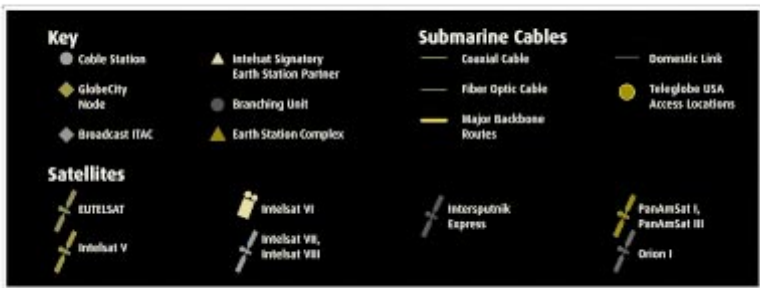 Key
Cable Station
GlobeCity
Node
Broadcast ITAC
Intelsat Signatory
Earth Station Partner
Branching Unit
Earth Station Complex
Submarine Cables
Coaxial Cable
Fiber Optic Cable
Major Backbone
Routes
Domestic Link
Teleglobe USA
Access Locations
Satellites
EUTELSAT
Intelsat V
Intelsat VI
Intelsat VII,
Intelsat VIII
Intersputnik
Express
PanAmSat I,
PanAmSat III
Orion I